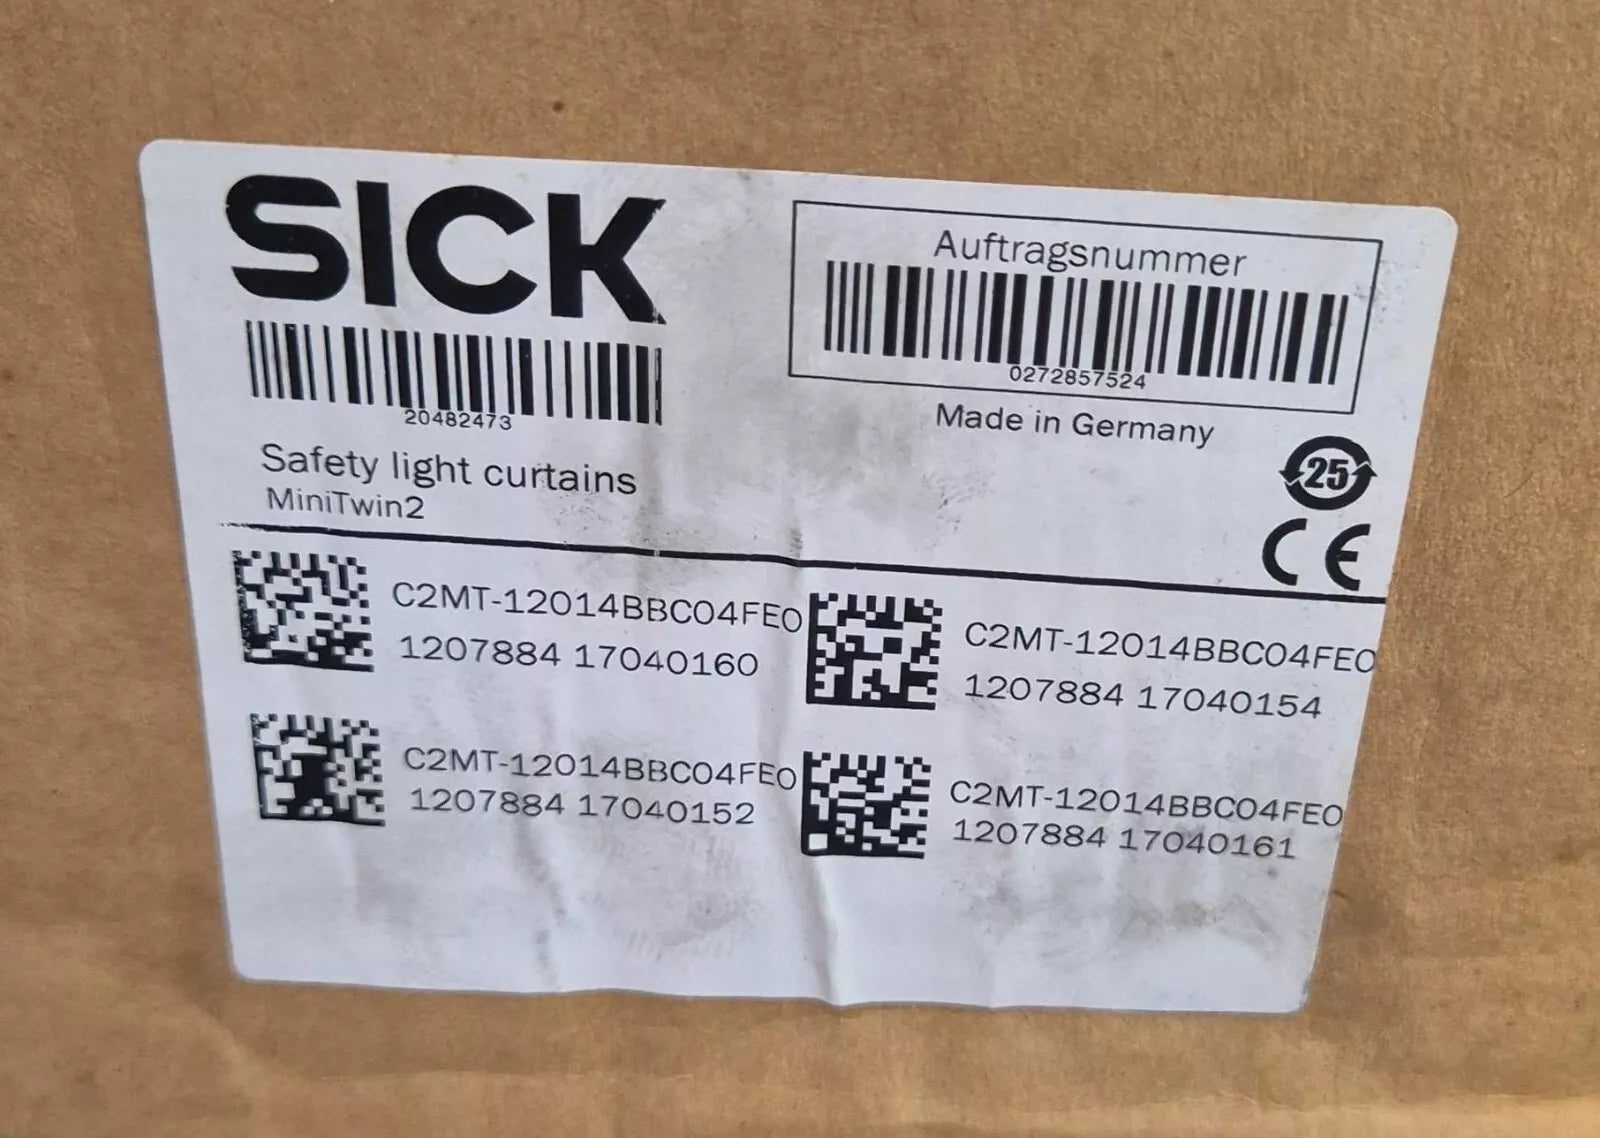 SICK
20482473
Safety light curtains
MiniTwin2
Auftragsnummer
0272857524
Made in Germany
25
CE
C2MT-12014BBC04FE0
1207884 17040160
C2MT-12014BBC04FE0
1207884 17040154
C2MT-12014BBC04FE0
1207884 17040152
C2MT-12014BBC04FE0
1207884 17040161